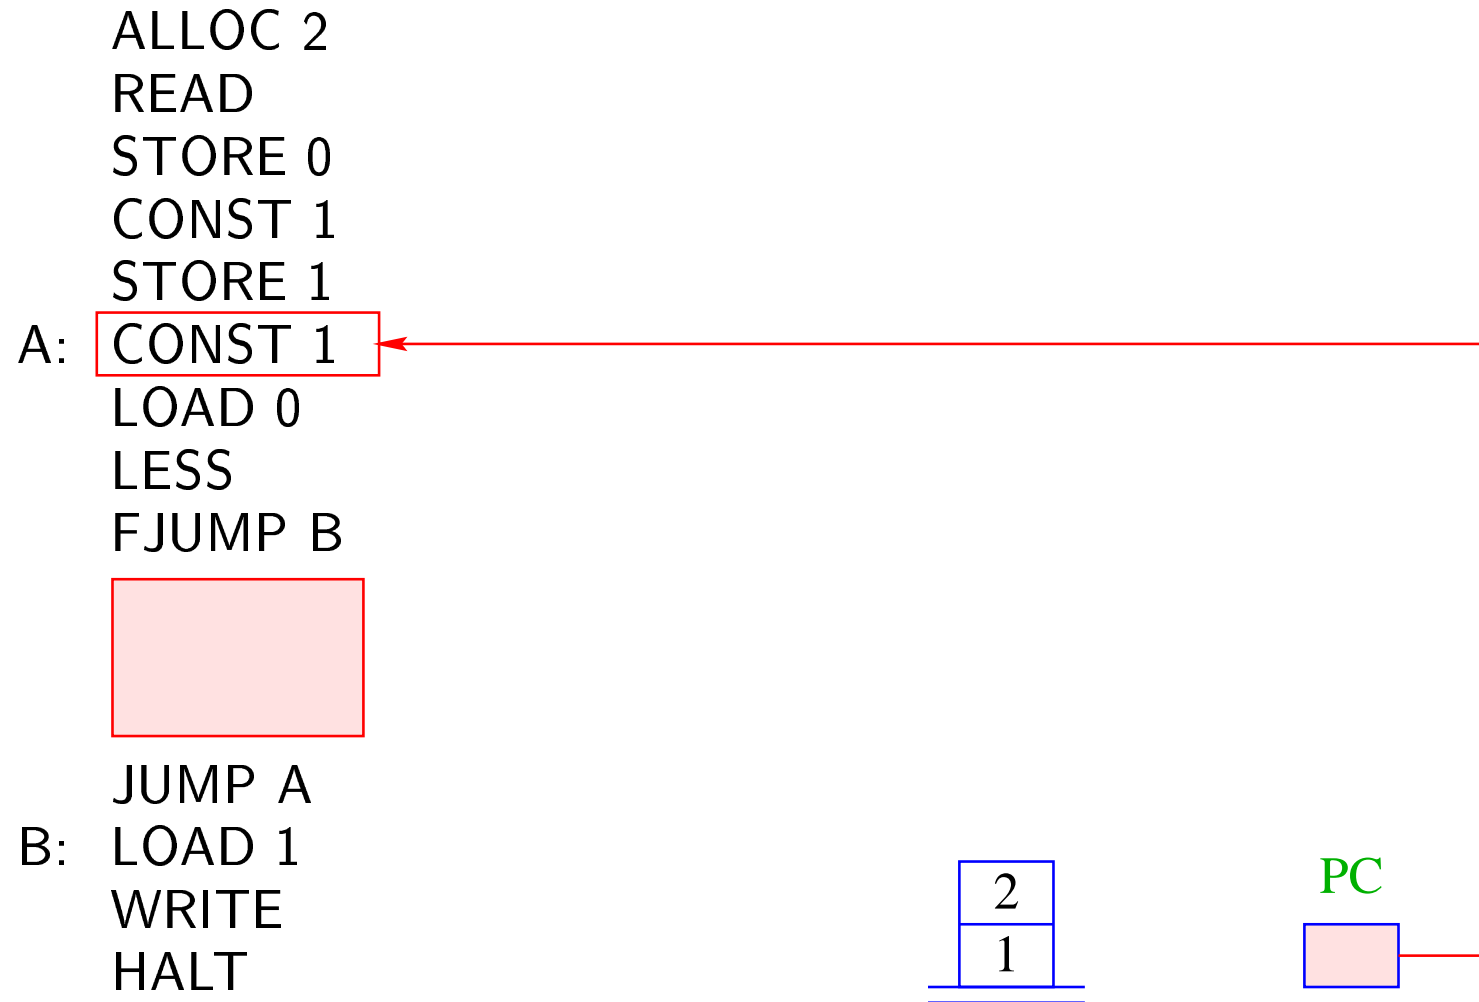 ALLOC 2
READ
STORE 0
CONST 1
STORE 1
A: CONST 1
LOAD 0
LESS
FJUMP B
JUMP A
B: LOAD 1
WRITE
HALT
2
1
PC